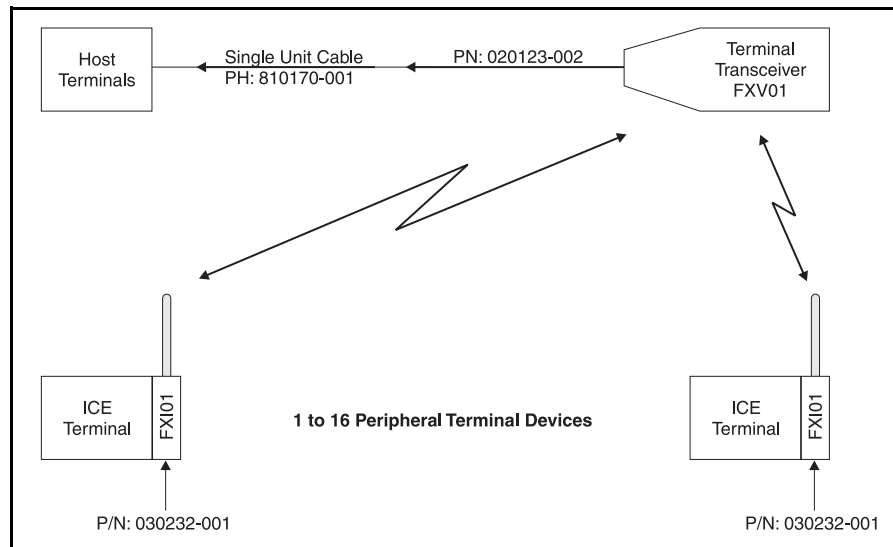 Host
Terminals
Single Unit Cable
PH: 810170-001
PN: 020123-002
Terminal
Transceiver
FXV01
ICE
Terminal
FXI01
1 to 16 Peripheral Terminal Devices
ICE
Terminal
FXI01
P/N: 030232-001
P/N: 030232-001